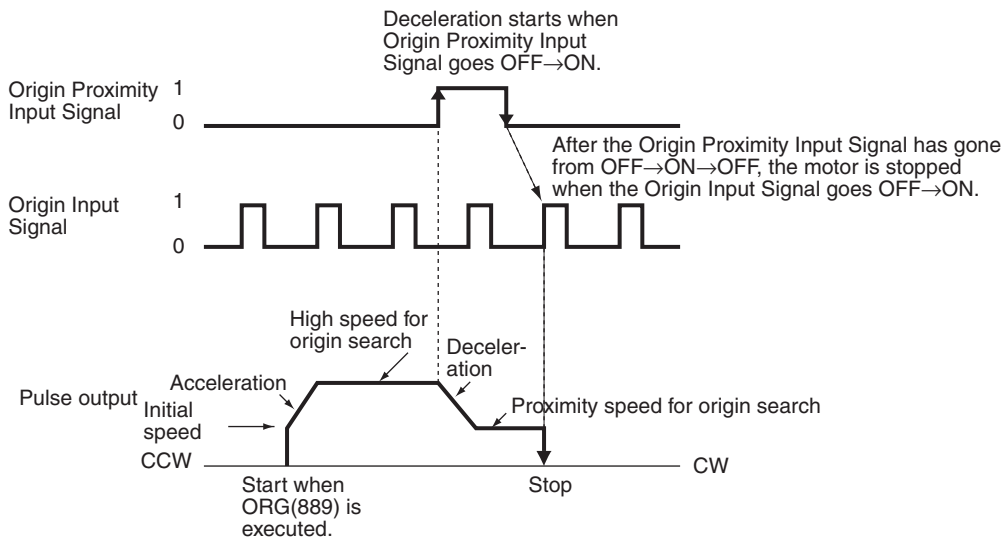 Deceleration starts when
Origin Proximity Input
Signal goes OFF→ON.
Origin Proximity
Input Signal
1
0
After the Origin Proximity Input Signal has gone
from OFF→ON→OFF, the motor is stopped
when the Origin Input Signal goes OFF→ON.
Origin Input
Signal
1
0
High speed for
origin search
Deceler-
ation
Acceleration
Pulse output
Initial
speed
Proximity speed for origin search
CCW
CW
Start when
ORG(889) is
executed.
Stop